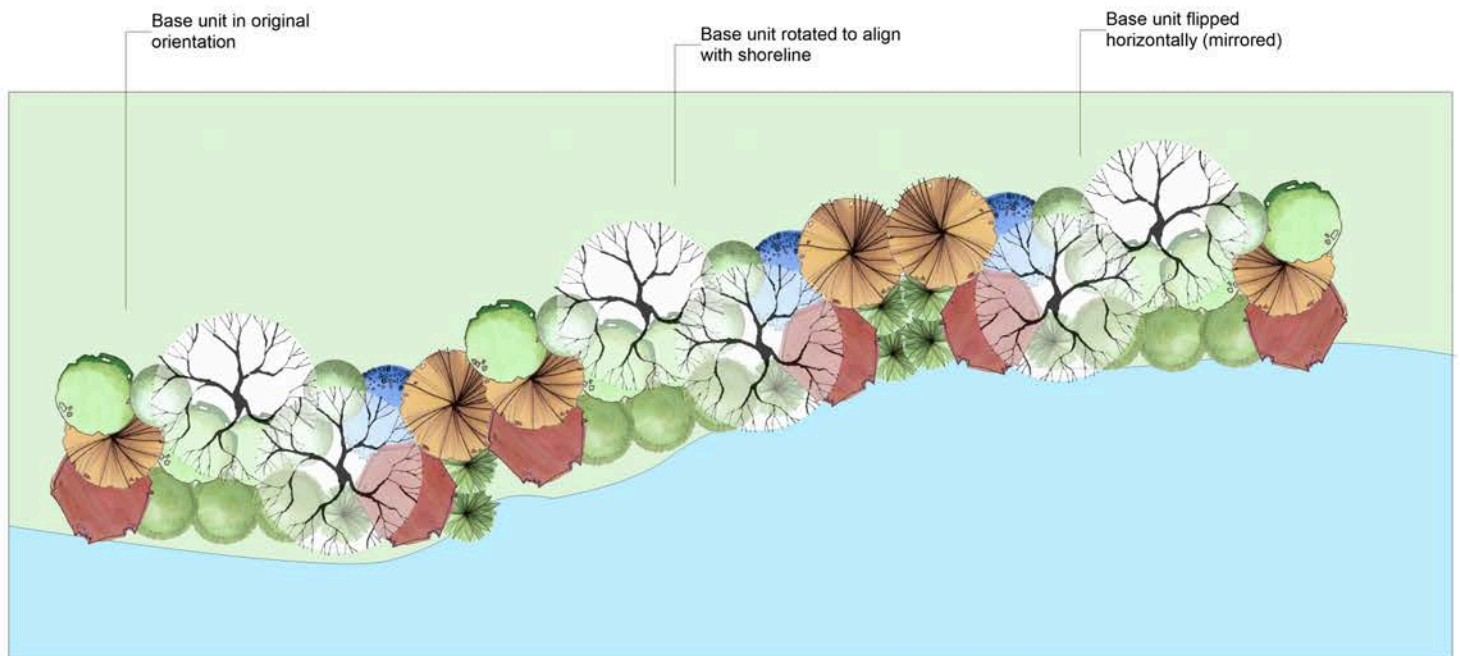 Base unit in original
orientation
Base unit rotated to align
with shoreline
Base unit flipped
horizontally (mirrored)